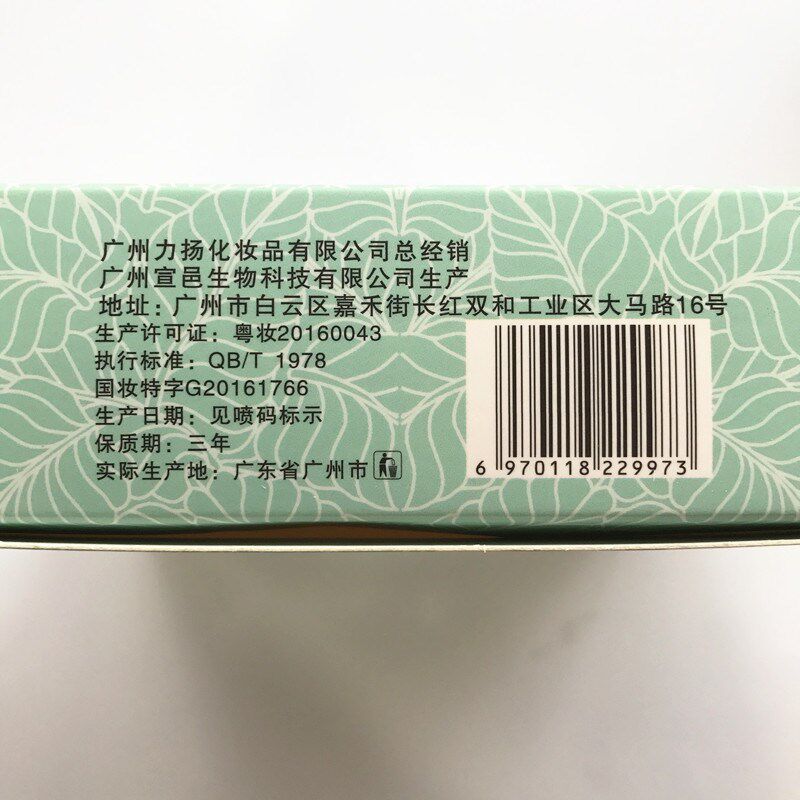 广州力扬化妆品有限公司总经销
广州宣邑生物科技有限公司生产
地址: 广州市白云区嘉禾街长红双和工业区大马路16号
生产许可证: 粤妆20160043
执行标准: QB/T 1978
国妆特字G20161766
生产日期: 见喷码标示
保质期: 三年
实际生产地: 广东省广州市
6 970118 229973